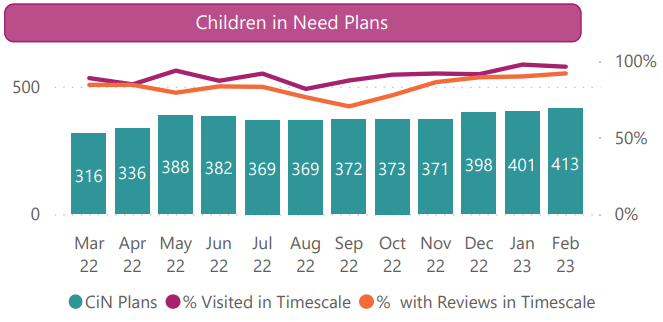 Children in Need Plans
100%
500
50%
316 336 388 382 369 369 372 373 371 398 401 413
0 0%
Mar Apr May Jun Jul Aug Sep Oct Nov Dec Jan Feb
22 22 22 22 22 22 22 22 22 22 23 23
CiN Plans % Visited in Timescale % with Reviews in Timescale